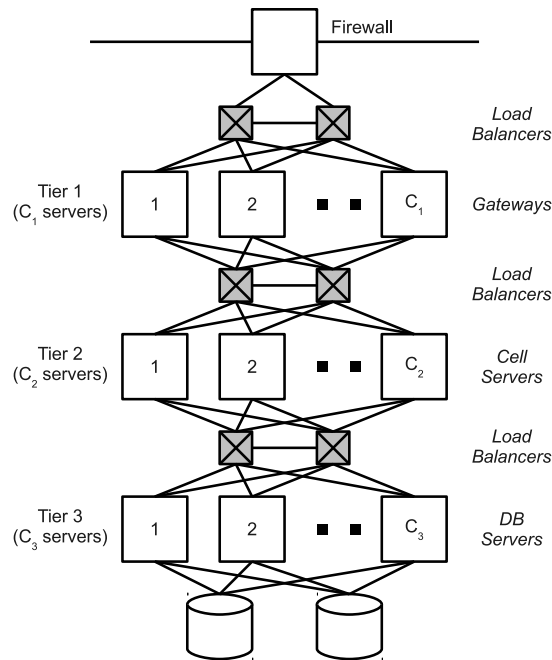 Firewall
Load
Balancers
Tier 1
(C1 servers)
1
2
C1
Gateways
Load
Balancers
Tier 2
(C2 servers)
1
2
C2
Cell
Servers
Load
Balancers
Tier 3
(C3 servers)
1
2
C3
DB
Servers